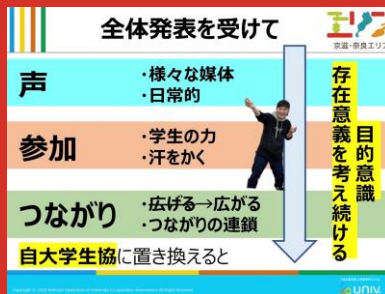 全体発表を受けて
エリア
京滋・奈良エリア
声
・様々な媒体
・日常的
参加
・学生の力
・汗をかく
つながり
・広げる→広がる
・つながりの連鎖
目的意識
存在意義を考え続ける
自大学生協に置き換えると
UNIV.